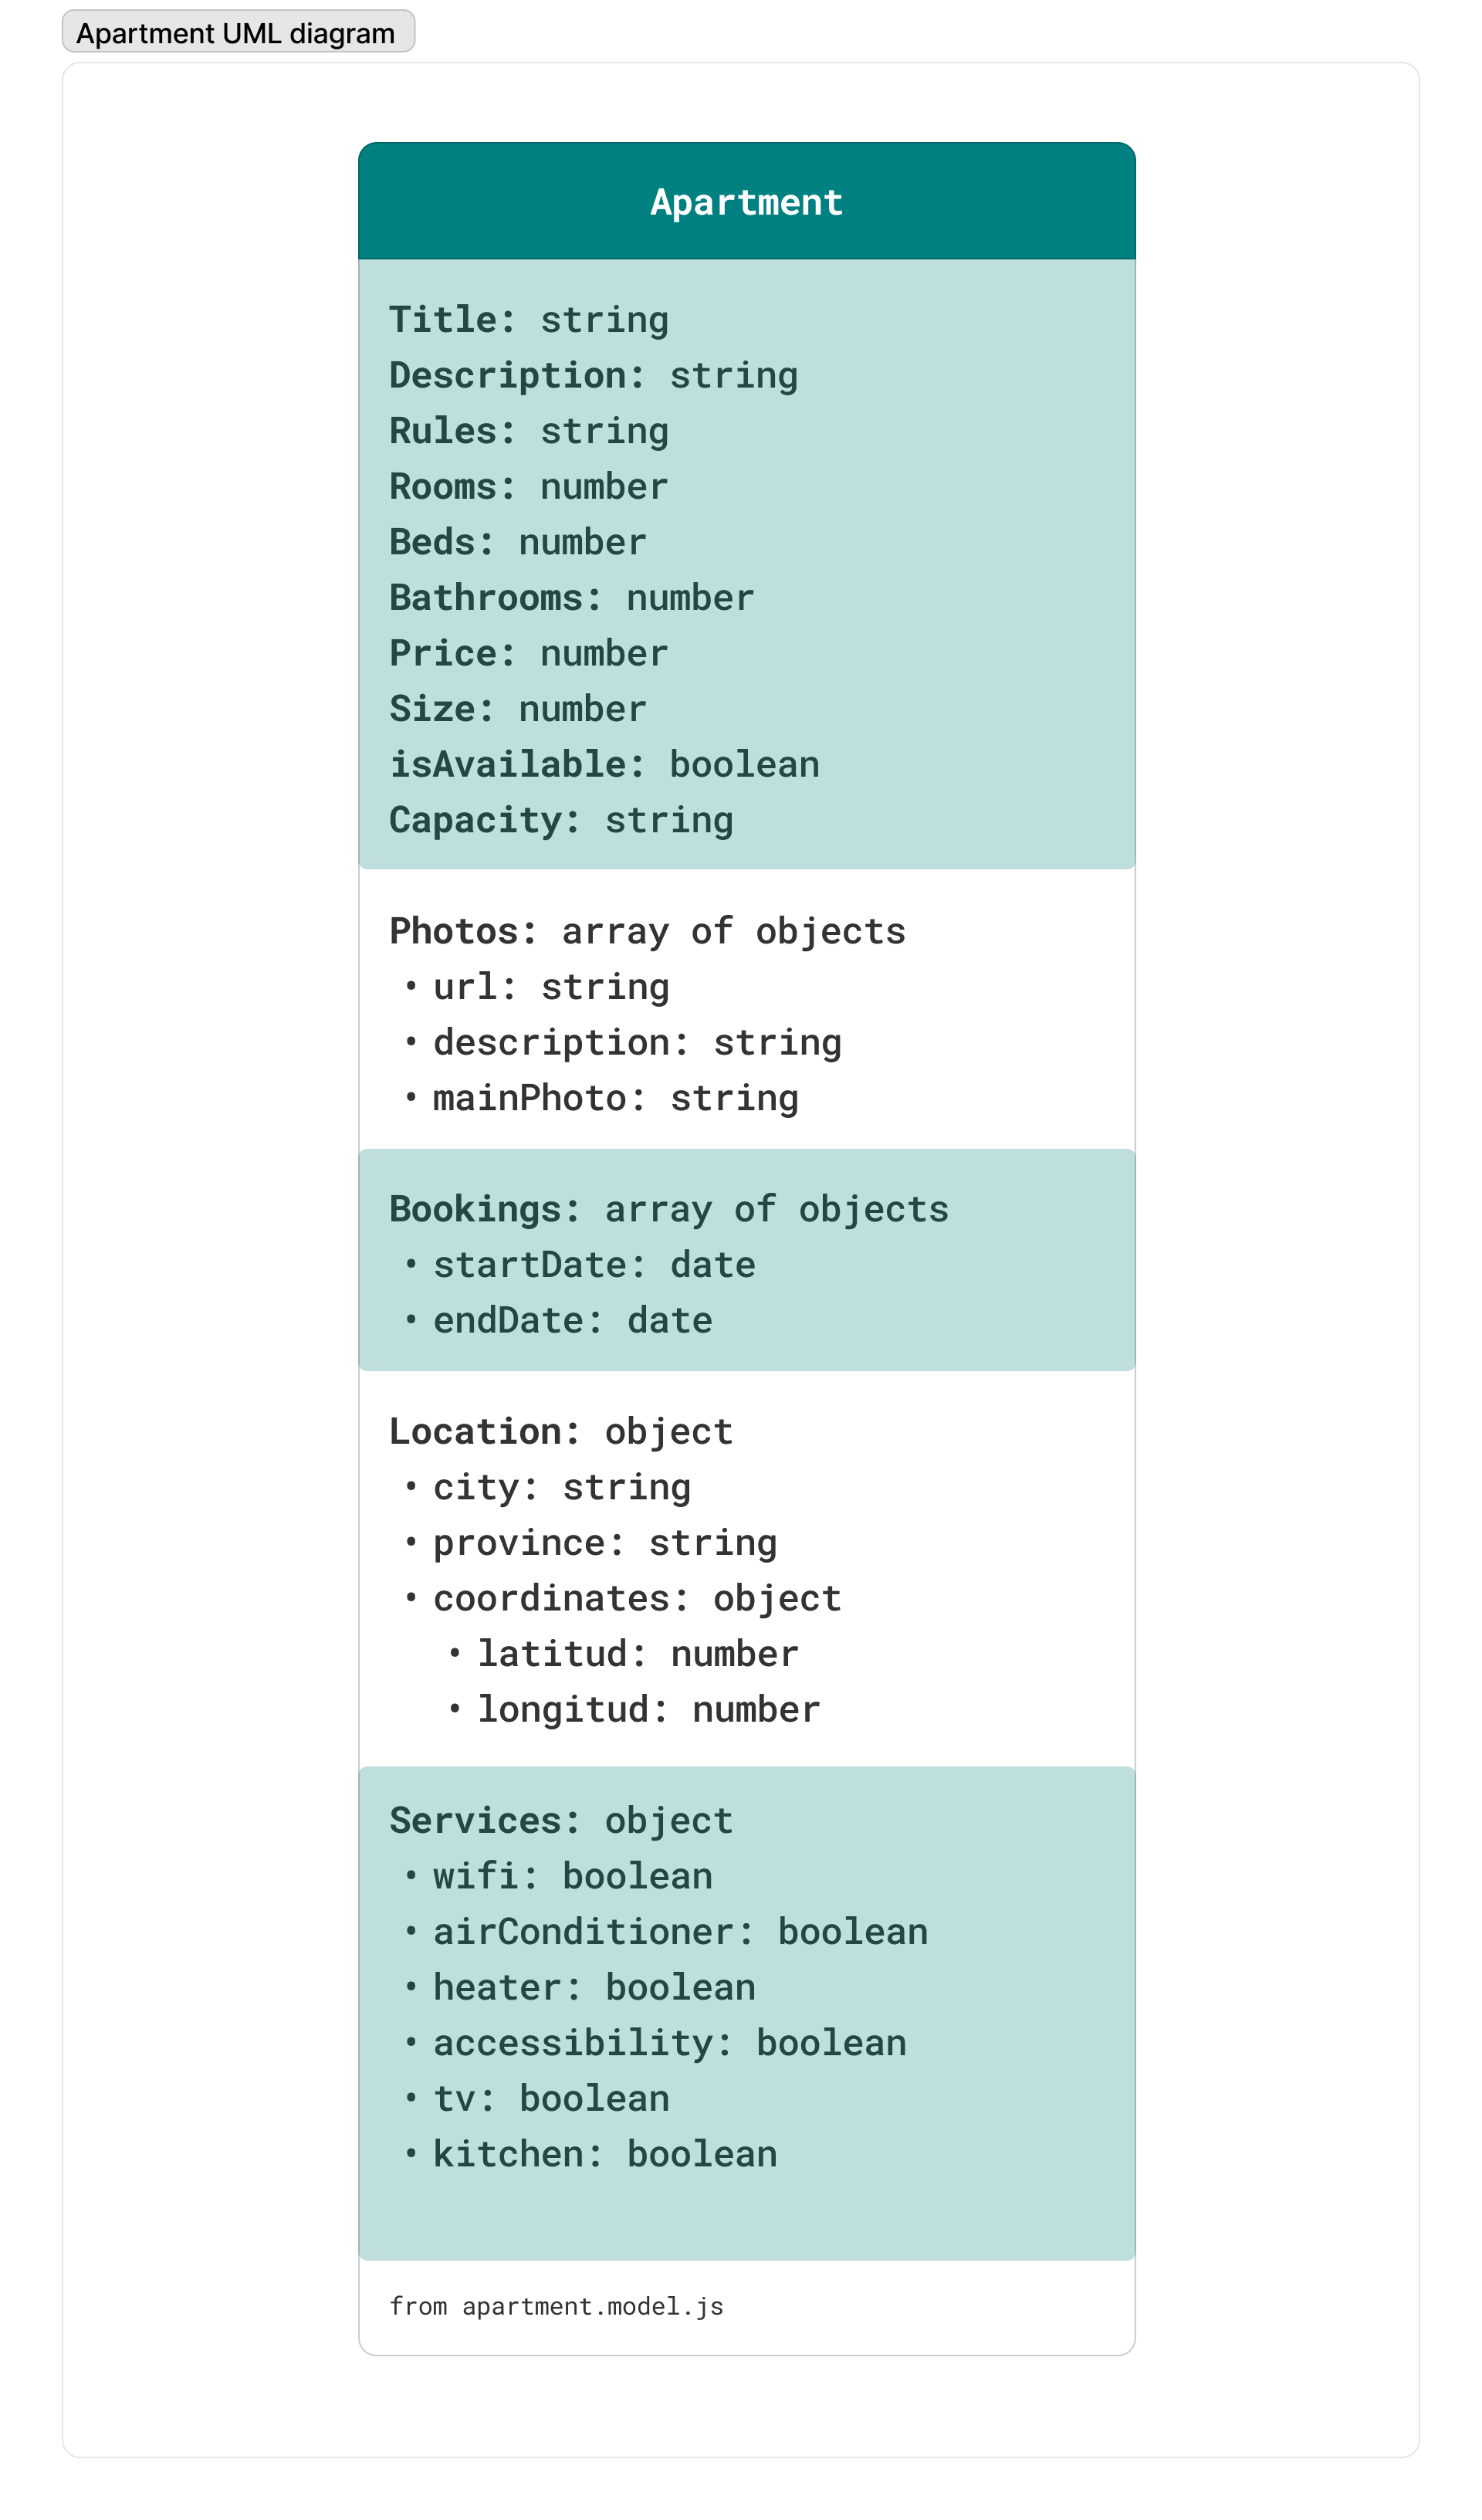 Apartment UML diagram
Apartment
Title: string
Description: string
Rules: string
Rooms: number
Beds: number
Bathrooms: number
Price: number
Size: number
isAvailable: boolean
Capacity: string
Photos: array of objects
• url: string
• description: string
• mainPhoto: string
Bookings: array of objects
• startDate: date
• endDate: date
Location: object
• city: string
• province: string
• coordinates: object
• latitud: number
• longitud: number
Services: object
• wifi: boolean
• airConditioner: boolean
• heater: boolean
• accessibility: boolean
• tv: boolean
• kitchen: boolean
from apartment.model.js